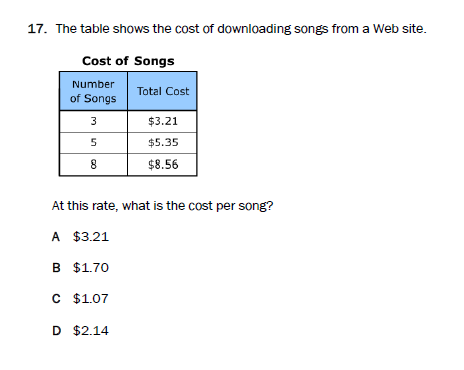 17. The table shows the cost of downloading songs from a Web site.
Cost of Songs
Number of Songs Total Cost
3 $3.21
5 $5.35
8 $8.56
At this rate, what is the cost per song?
A $3.21
B $1.70
C $1.07
D $2.14